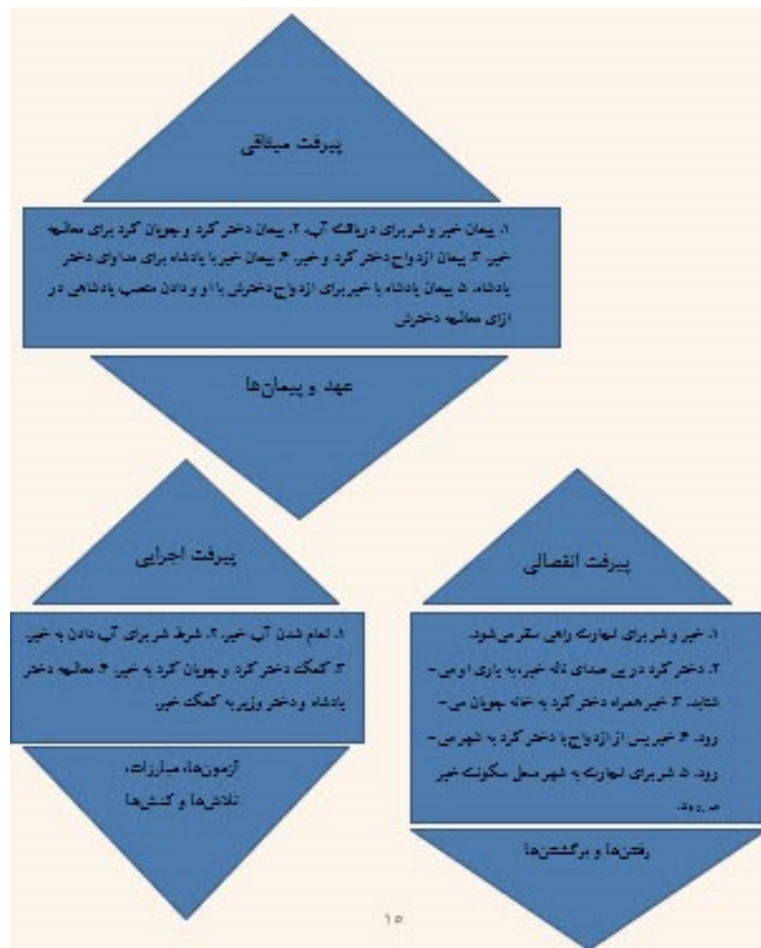 پیرفت میثاقی
۱. پیمان خیر و شر برای دریافت آب. ۲. پیمان دختر کرد و چوپان کرد برای معالجه
خیر. ۳. پیمان ازدواج دختر کرد و خیر. ۴. پیمان خیر با پادشاه برای مداوای دختر
پادشاه. ۵. پیمان پادشاه با خیر برای ازدواج دخترش با او و دادن منصب پادشاهی در
ازای معالجه دخترش
عهد و پیمان‌ها
پیرفت اجرایی
۱. تمام شدن آب خیر. ۲. شرط شر برای آب دادن به خیر.
۳. کمک دختر کرد و چوپان کرد به خیر. ۴. معالجه دختر
پادشاه و دختر وزیر به کمک خیر.
آزمون‌ها، مبارزات،
تلاش‌ها و کنش‌ها
پیرفت انفصالی
۱. خیر و شر برای تجارت راهی سفر می‌شود.
۲. دختر کرد در پی صدای ناله خیر، به یاری او می-
شتابد. ۳. خیر همراه دختر کرد به خانه چوپان می-
رود. ۴. خیر پس از ازدواج با دختر کرد به شهر می-
رود. ۵. شر برای تجارت به شهر محل سکونت خیر
می‌رود.
رفتن‌ها و برگشتن‌ها
۱۵